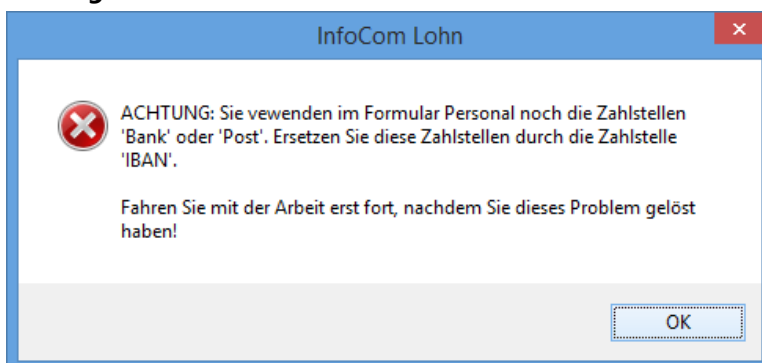 InfoCom Lohn
ACHTUNG: Sie vewenden im Formular Personal noch die Zahlstellen
'Bank' oder 'Post'. Ersetzen Sie diese Zahlstellen durch die Zahlstelle
'IBAN'.
Fahren Sie mit der Arbeit erst fort, nachdem Sie dieses Problem gelöst
haben!
OK